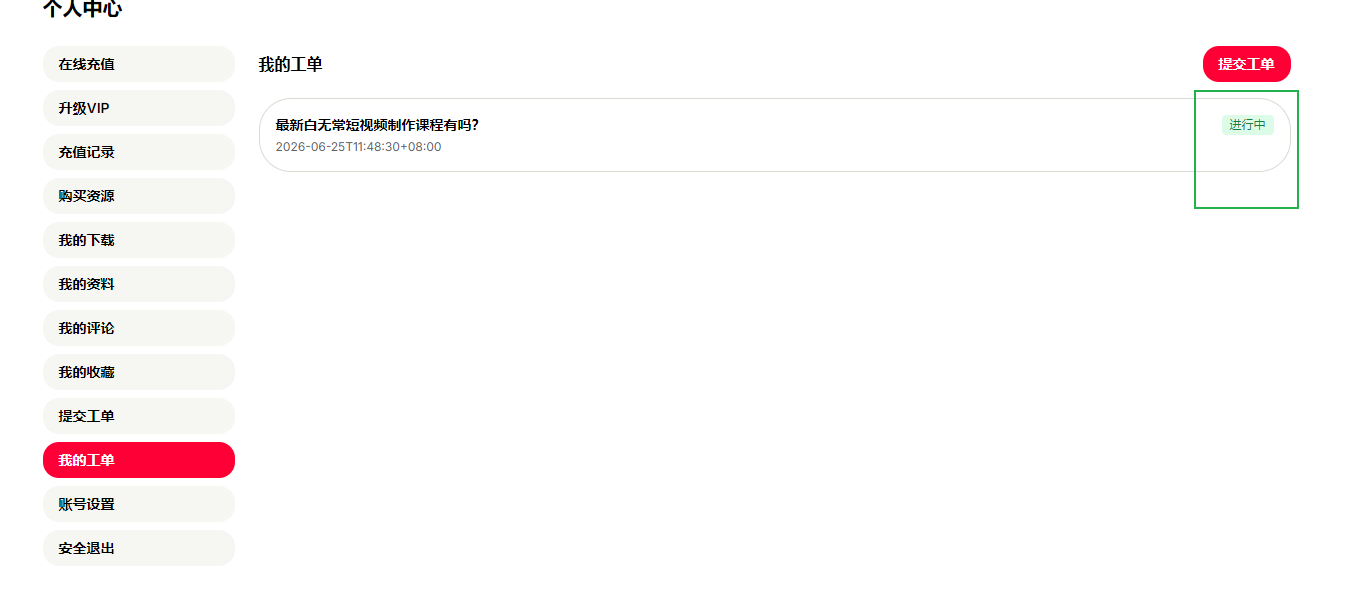 个人中心
在线充值
升级VIP
充值记录
购买资源
我的下载
我的资料
我的评论
我的收藏
提交工单
我的工单
账号设置
安全退出
我的工单
提交工单
最新白无常短视频制作课程有吗?
进行中
2026-06-25T11:48:30+08:00